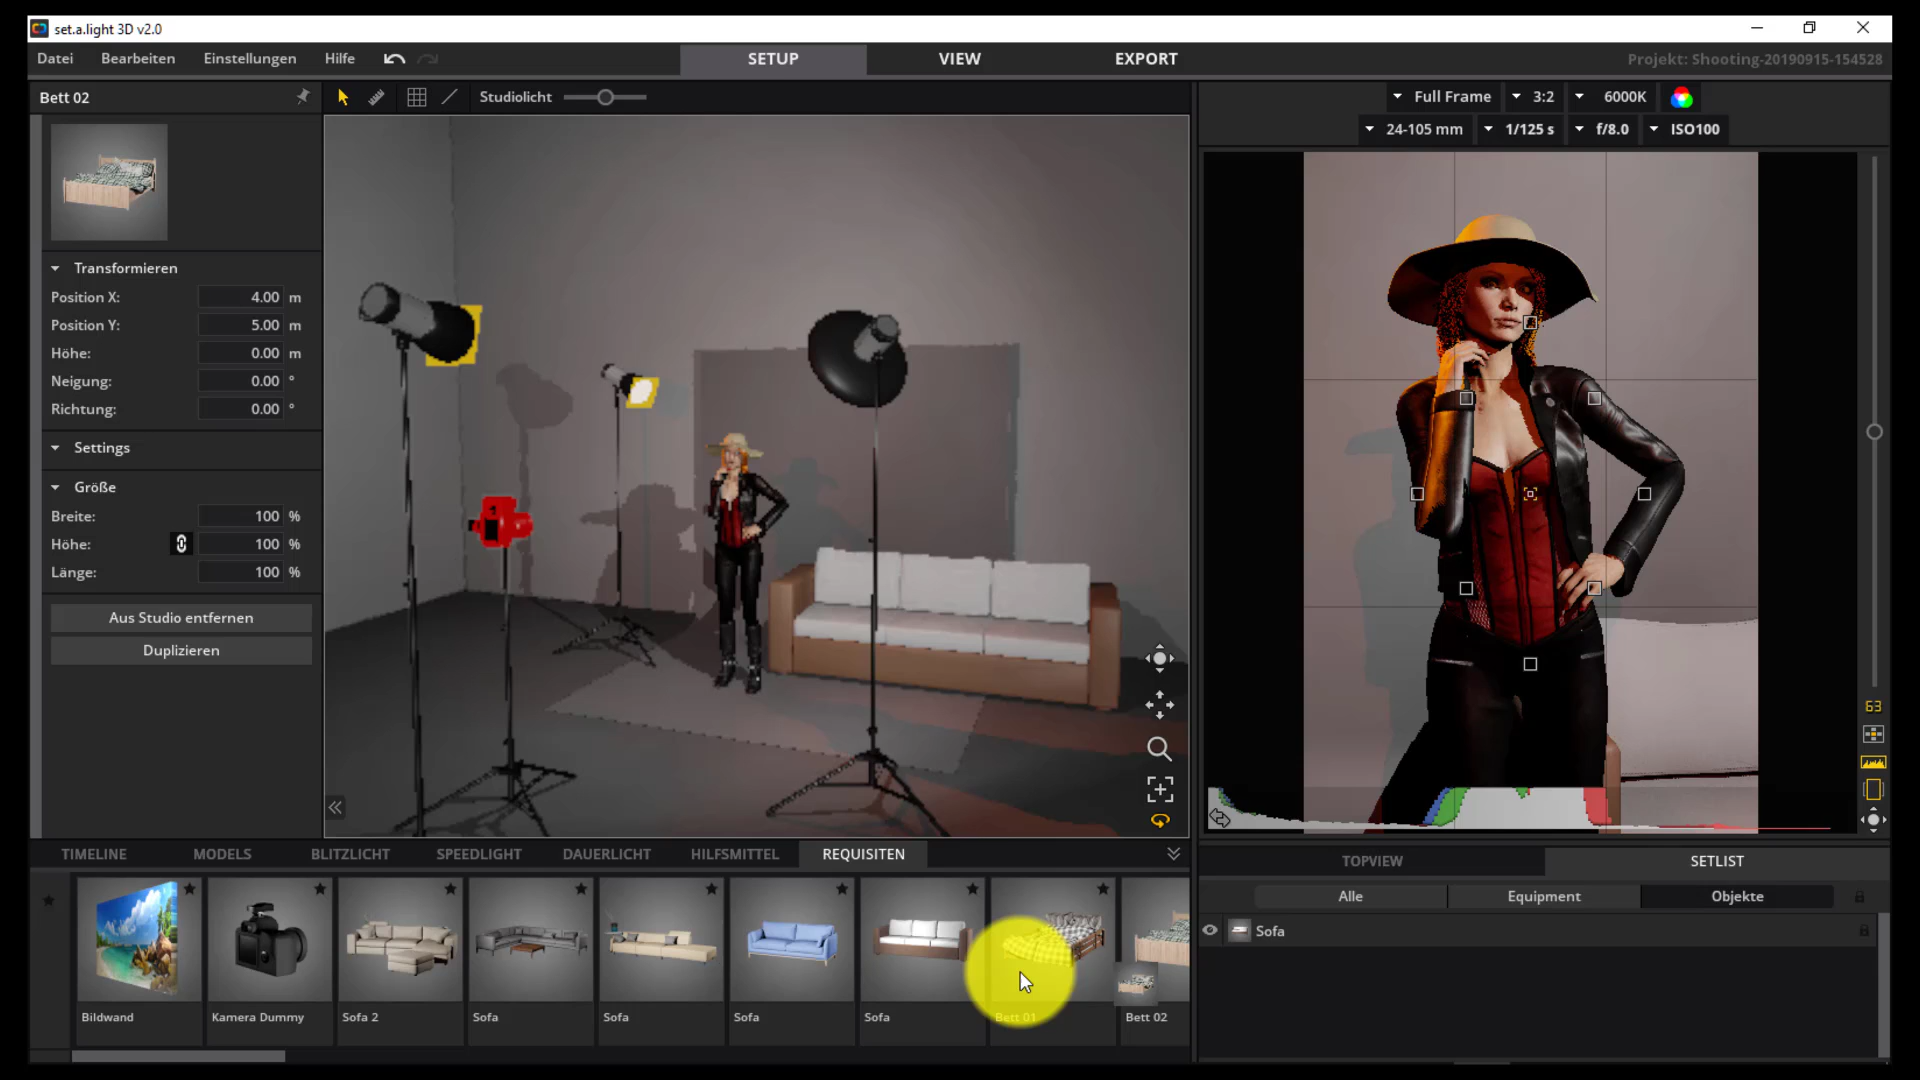 set.a.light 3D v2.0
Datei Bearbeiten Einstellungen Hilfe SETUP VIEW EXPORT Projekt: Shooting-20190915-154528
Bett 02
Studiolicht
Full Frame 3:2 6000K
24-105 mm 1/125 s f/8.0 ISO100
Transformieren
Position X: 4.00 m
Position Y: 5.00 m
Höhe: 0.00 m
Neigung: 0.00 °
Richtung: 0.00 °
Settings
Größe
Breite: 100 %
Höhe: 100 %
Länge: 100 %
Aus Studio entfernen
Duplizieren
63
TIMELINE MODELS BLITZLICHT SPEEDLIGHT DAUERLICHT HILFSMITTEL REQUISITEN
TOPVIEW SETLIST
Alle Equipment Objekte
Sofa
Bildwand Kamera Dummy Sofa 2 Sofa Sofa Sofa Sofa Bett 01 Bett 02